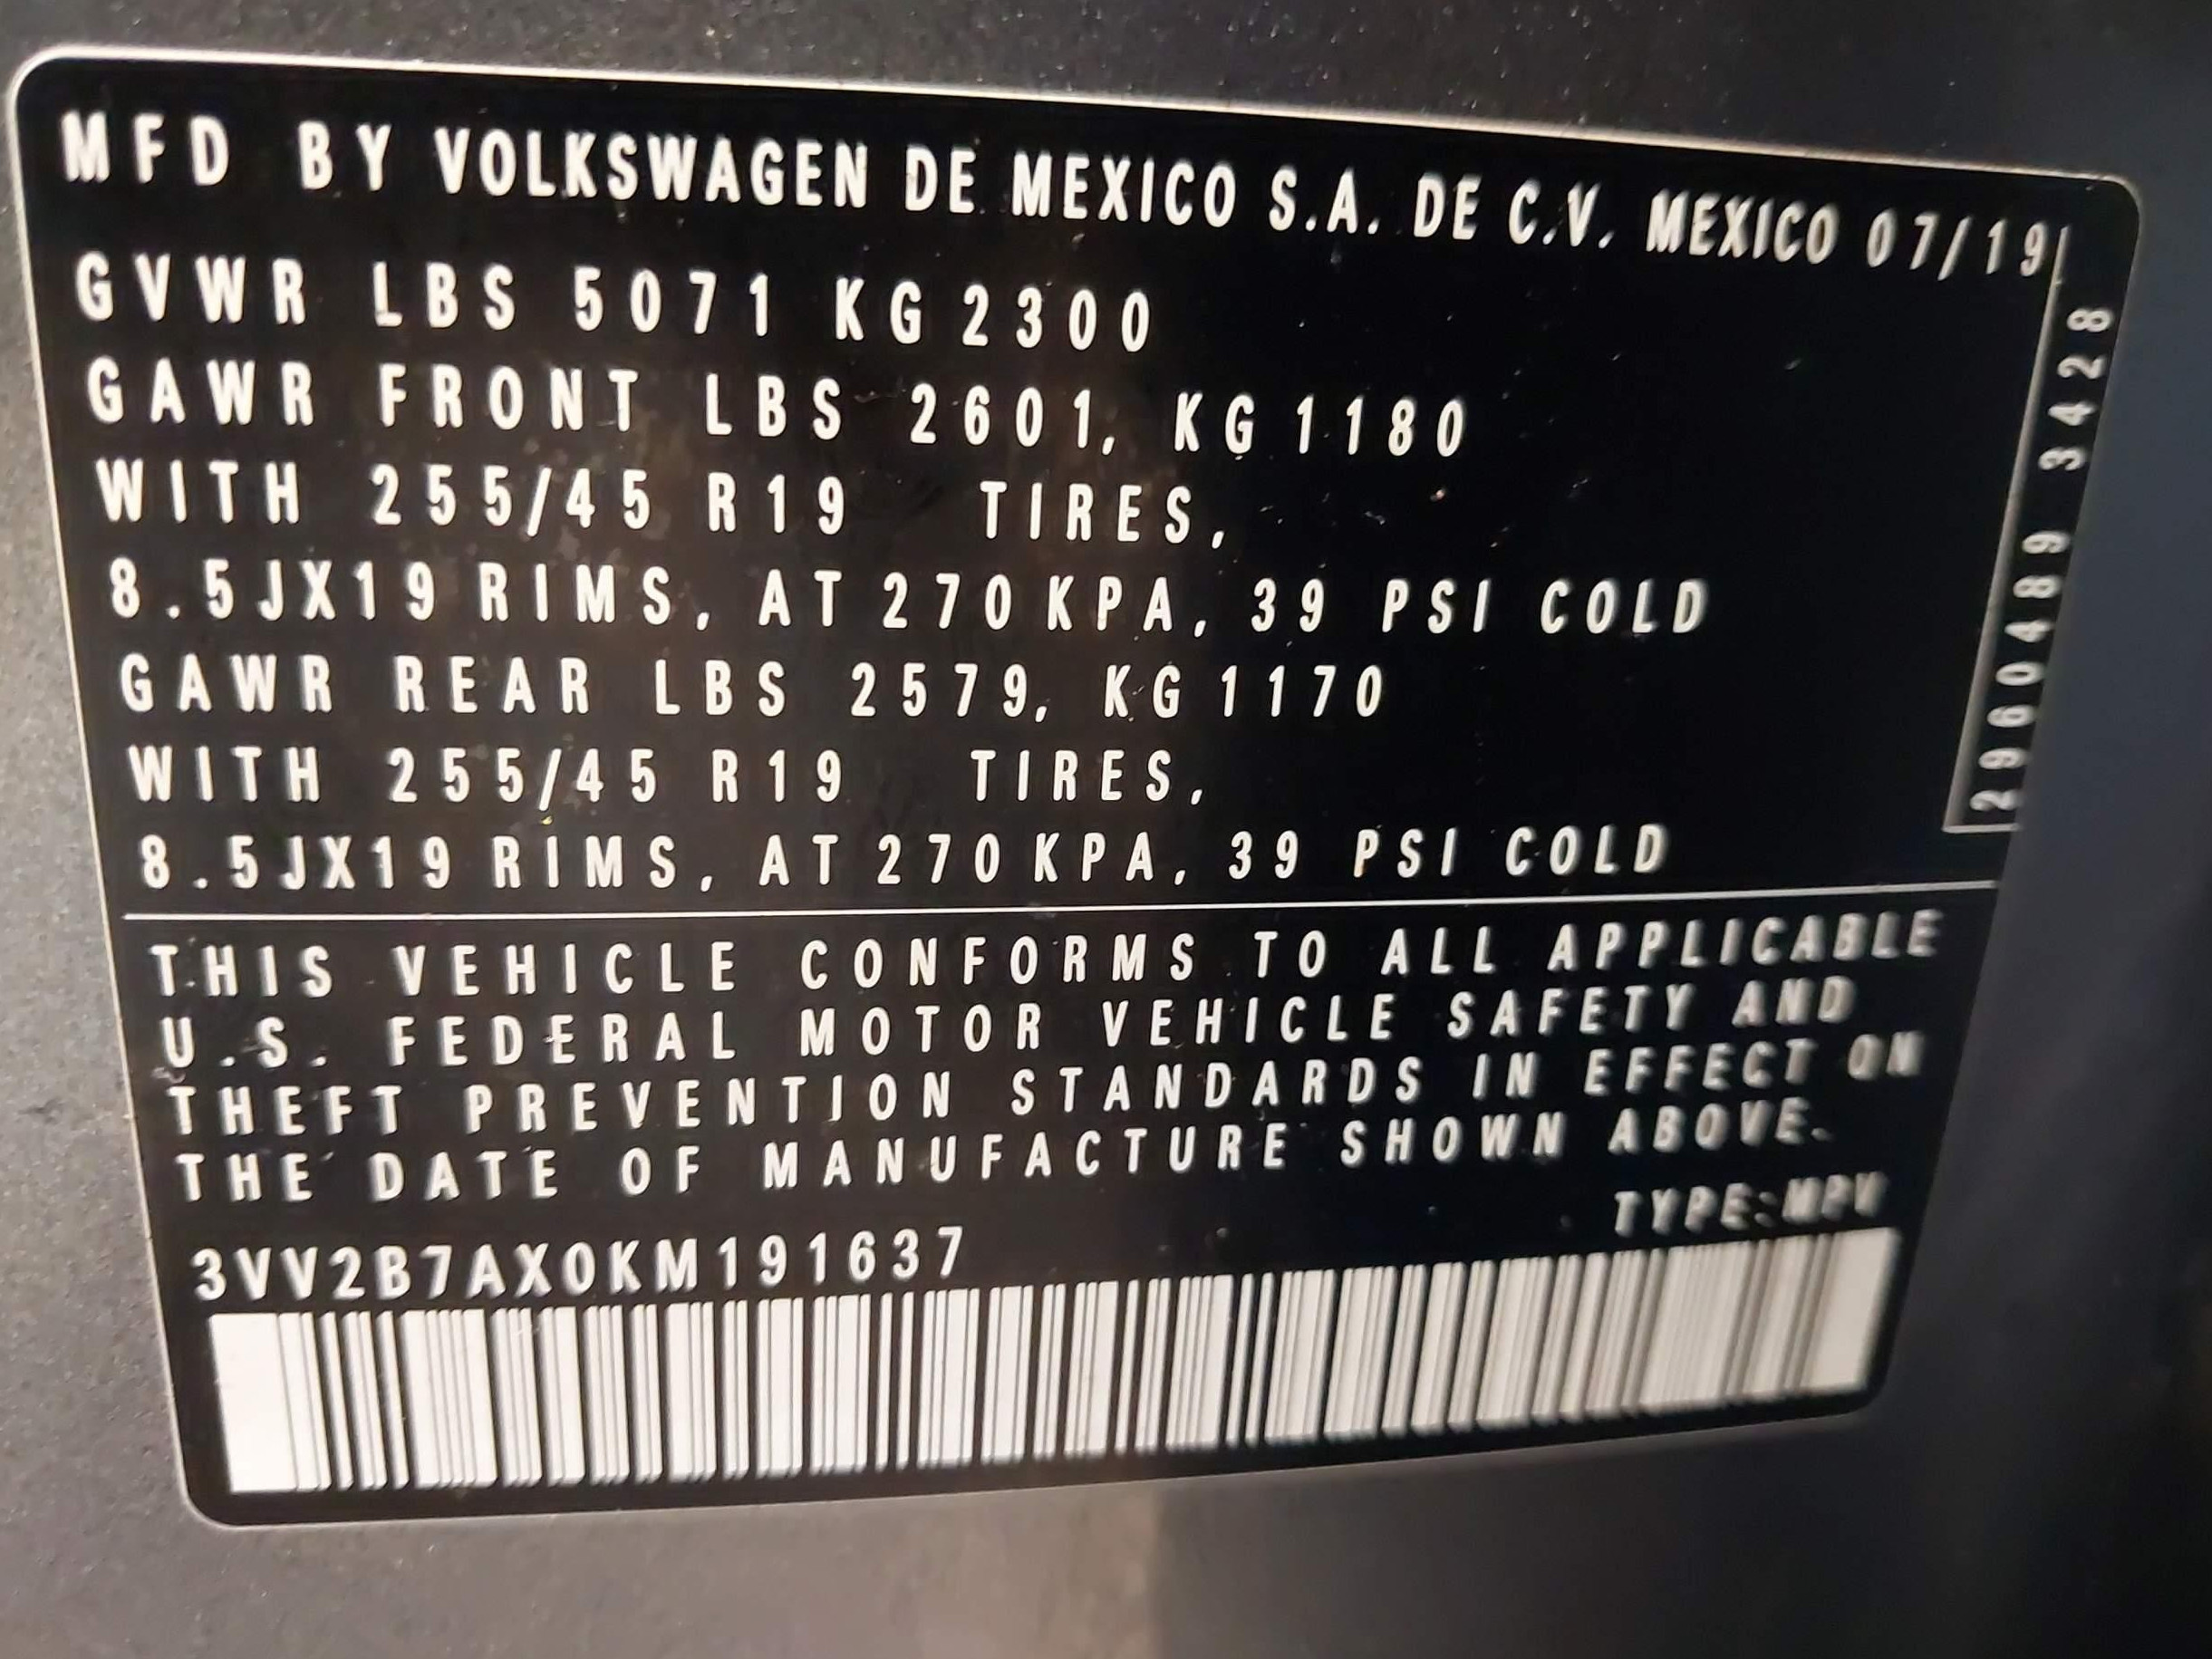 MFD BY VOLKSWAGEN DE MEXICO S.A. DE C.V. MEXICO 07/19
GVWR LBS 5071 KG 2300
GAWR FRONT LBS 2601, KG 1180
WITH 255/45 R19 TIRES,
8.5JX19 RIMS, AT 270 KPA, 39 PSI COLD
GAWR REAR LBS 2579, KG 1170
WITH 255/45 R19 TIRES,
8.5JX19 RIMS, AT 270 KPA, 39 PSI COLD
2960489 3428
THIS VEHICLE CONFORMS TO ALL APPLICABLE
U.S. FEDERAL MOTOR VEHICLE SAFETY AND
THEFT PREVENTION STANDARDS IN EFFECT ON
THE DATE OF MANUFACTURE SHOWN ABOVE.
TYPE:MPV
3VV2B7AX0KM191637